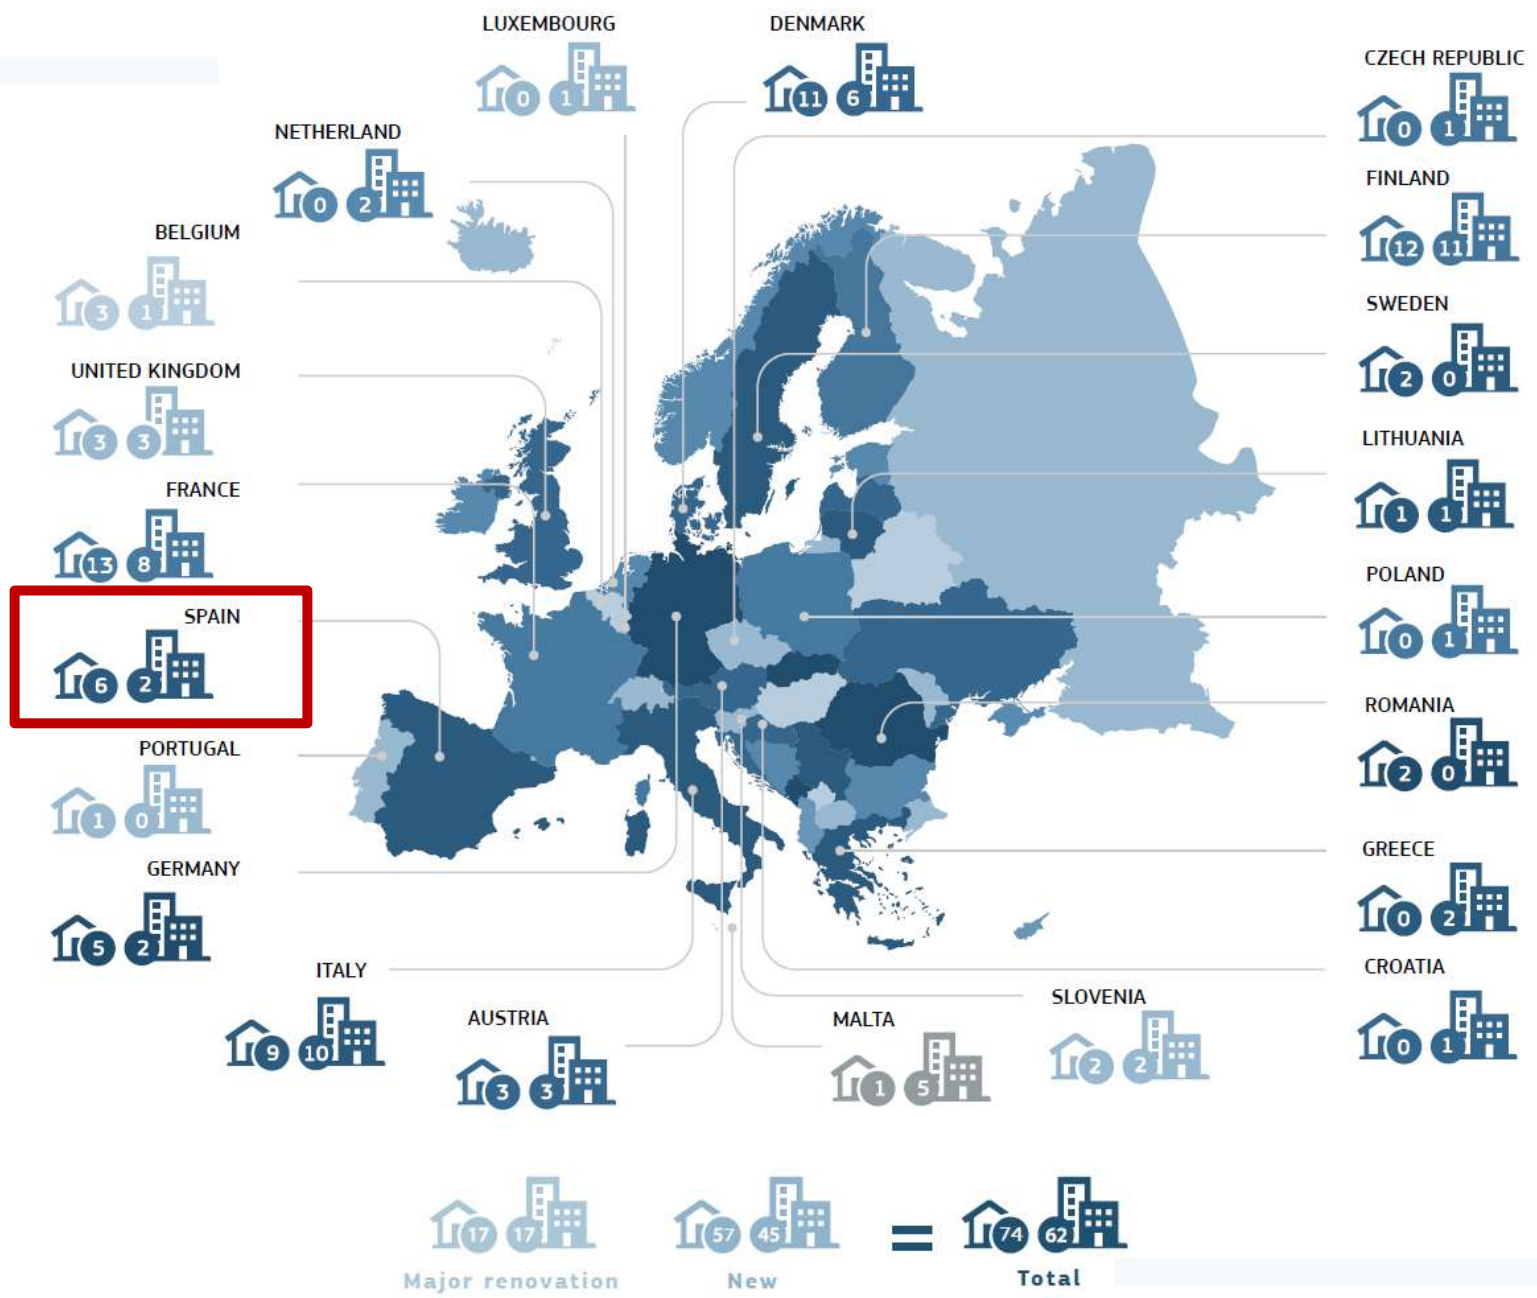 LUXEMBOURG
0 1
DENMARK
11 6
CZECH REPUBLIC
0 1
NETHERLAND
0 2
FINLAND
12 11
BELGIUM
3 1
SWEDEN
2 0
UNITED KINGDOM
3 3
LITHUANIA
1 1
FRANCE
13 8
POLAND
0 1
SPAIN
6 2
ROMANIA
2 0
PORTUGAL
1 0
GREECE
0 2
GERMANY
5 2
CROATIA
0 1
ITALY
9 10
AUSTRIA
3 3
MALTA
1 5
SLOVENIA
2 2
17 17
Major renovation
57 45
New
=
74 62
Total